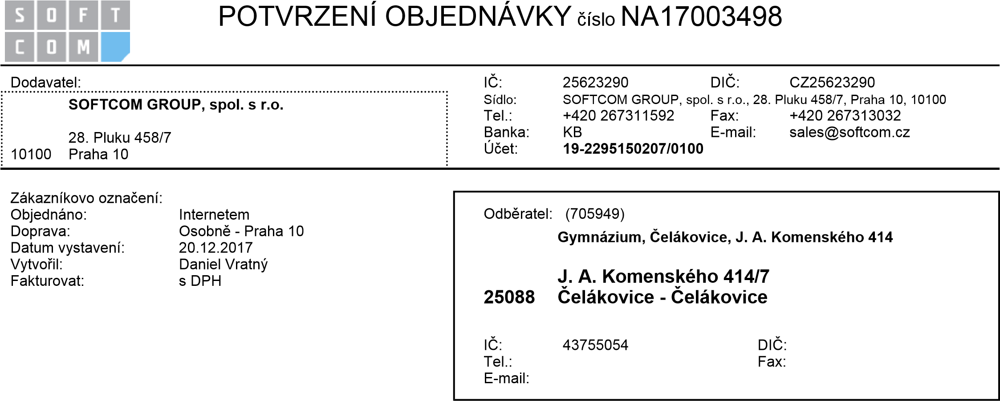 SOFT
COM
POTVRZENÍ OBJEDNÁVKY číslo NA17003498
Dodavatel:
SOFTCOM GROUP, spol. s r.o.
28. Pluku 458/7
10100 Praha 10
IČ: 25623290 DIČ: CZ25623290
Sídlo: SOFTCOM GROUP, spol. s r.o., 28. Pluku 458/7, Praha 10, 10100
Tel.: +420 267311592 Fax: +420 267313032
Banka: KB E-mail: sales@softcom.cz
Účet: 19-2295150207/0100
Zákazníkovo označení:
Objednáno: Internetem
Doprava: Osobně - Praha 10
Datum vystavení: 20.12.2017
Vytvořil: Daniel Vratný
Fakturovat: s DPH
Odběratel: (705949)
Gymnázium, Čelákovice, J. A. Komenského 414
J. A. Komenského 414/7
25088 Čelákovice - Čelákovice
IČ: 43755054 DIČ:
Tel.: Fax:
E-mail: